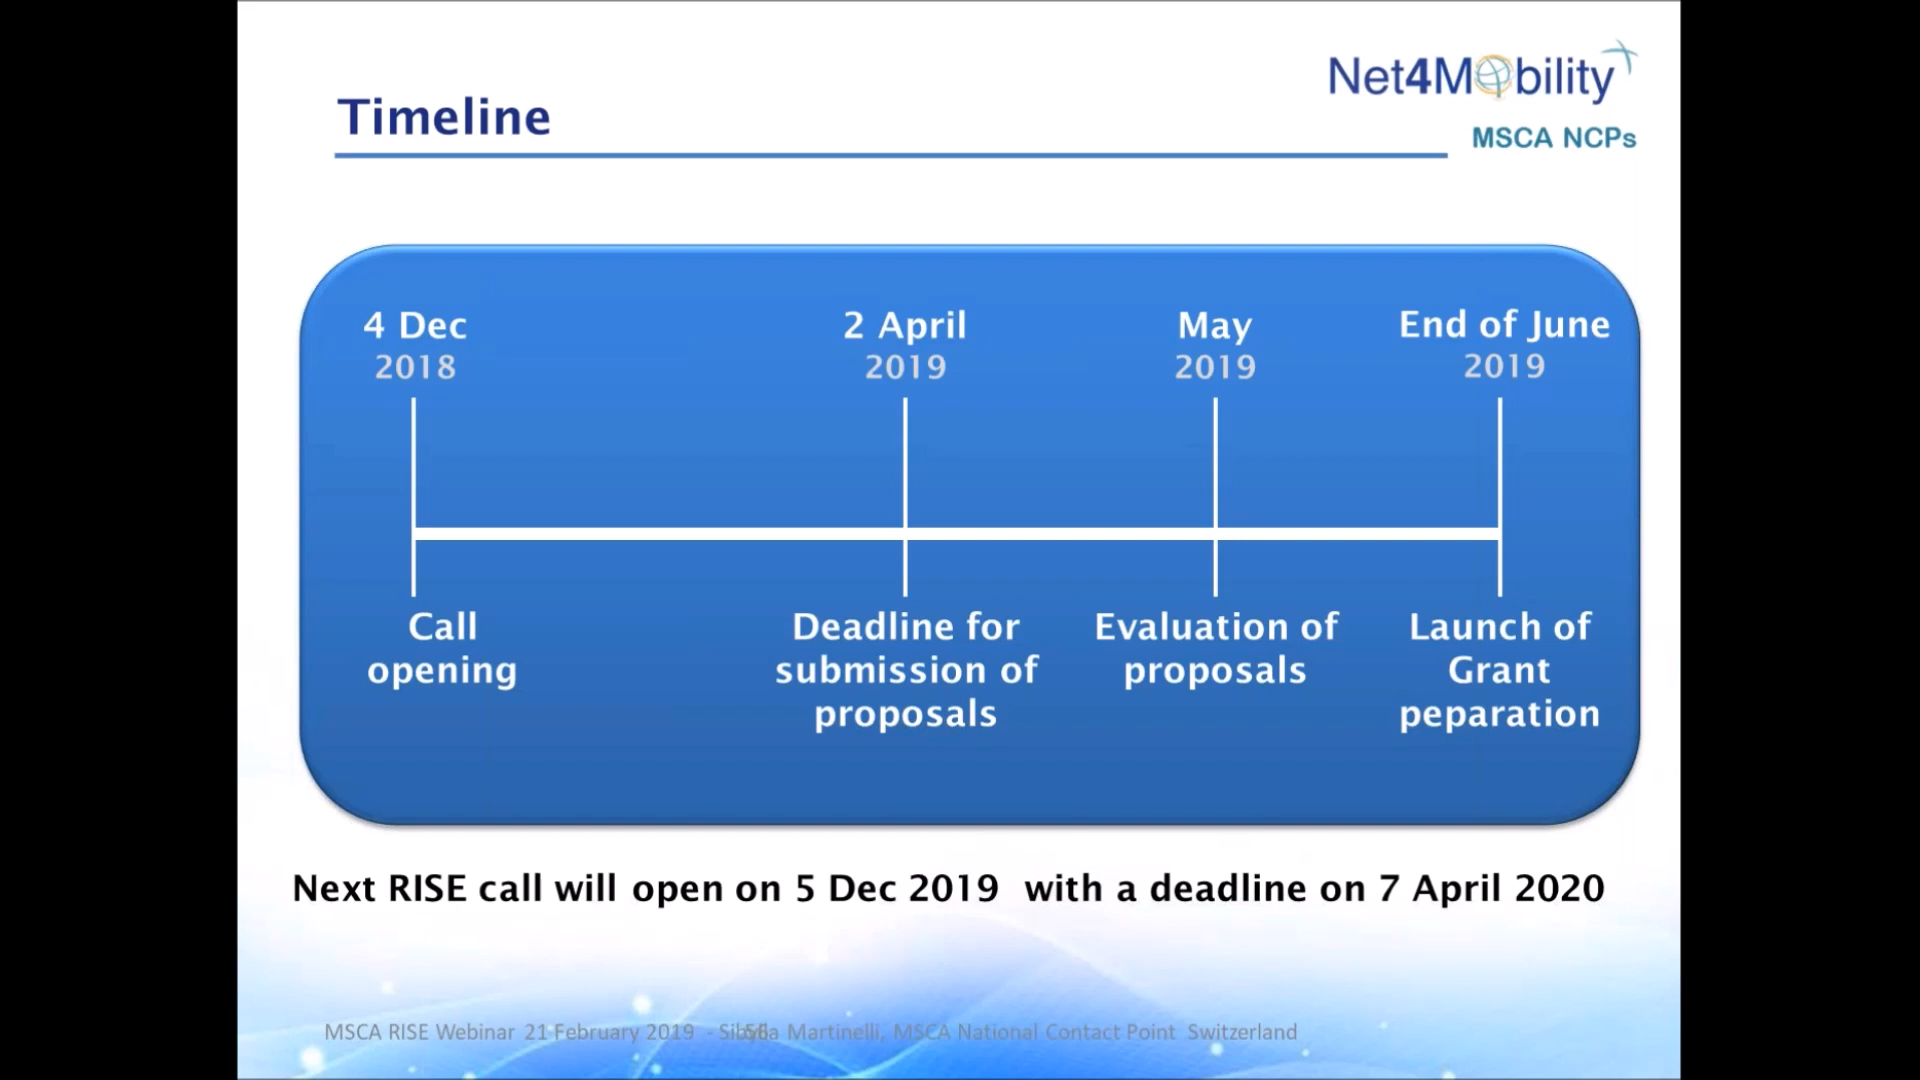 Net4Mobility
MSCA NCPs
Timeline
4 Dec
2018
2 April
2019
May
2019
End of June
2019
Call
opening
Deadline for
submission of
proposals
Evaluation of
proposals
Launch of
Grant
peparation
Next RISE call will open on 5 Dec 2019 with a deadline on 7 April 2020
MSCA RISE Webinar 21 February 2019 - Martinelli, MSCA National Contact Point Switzerland